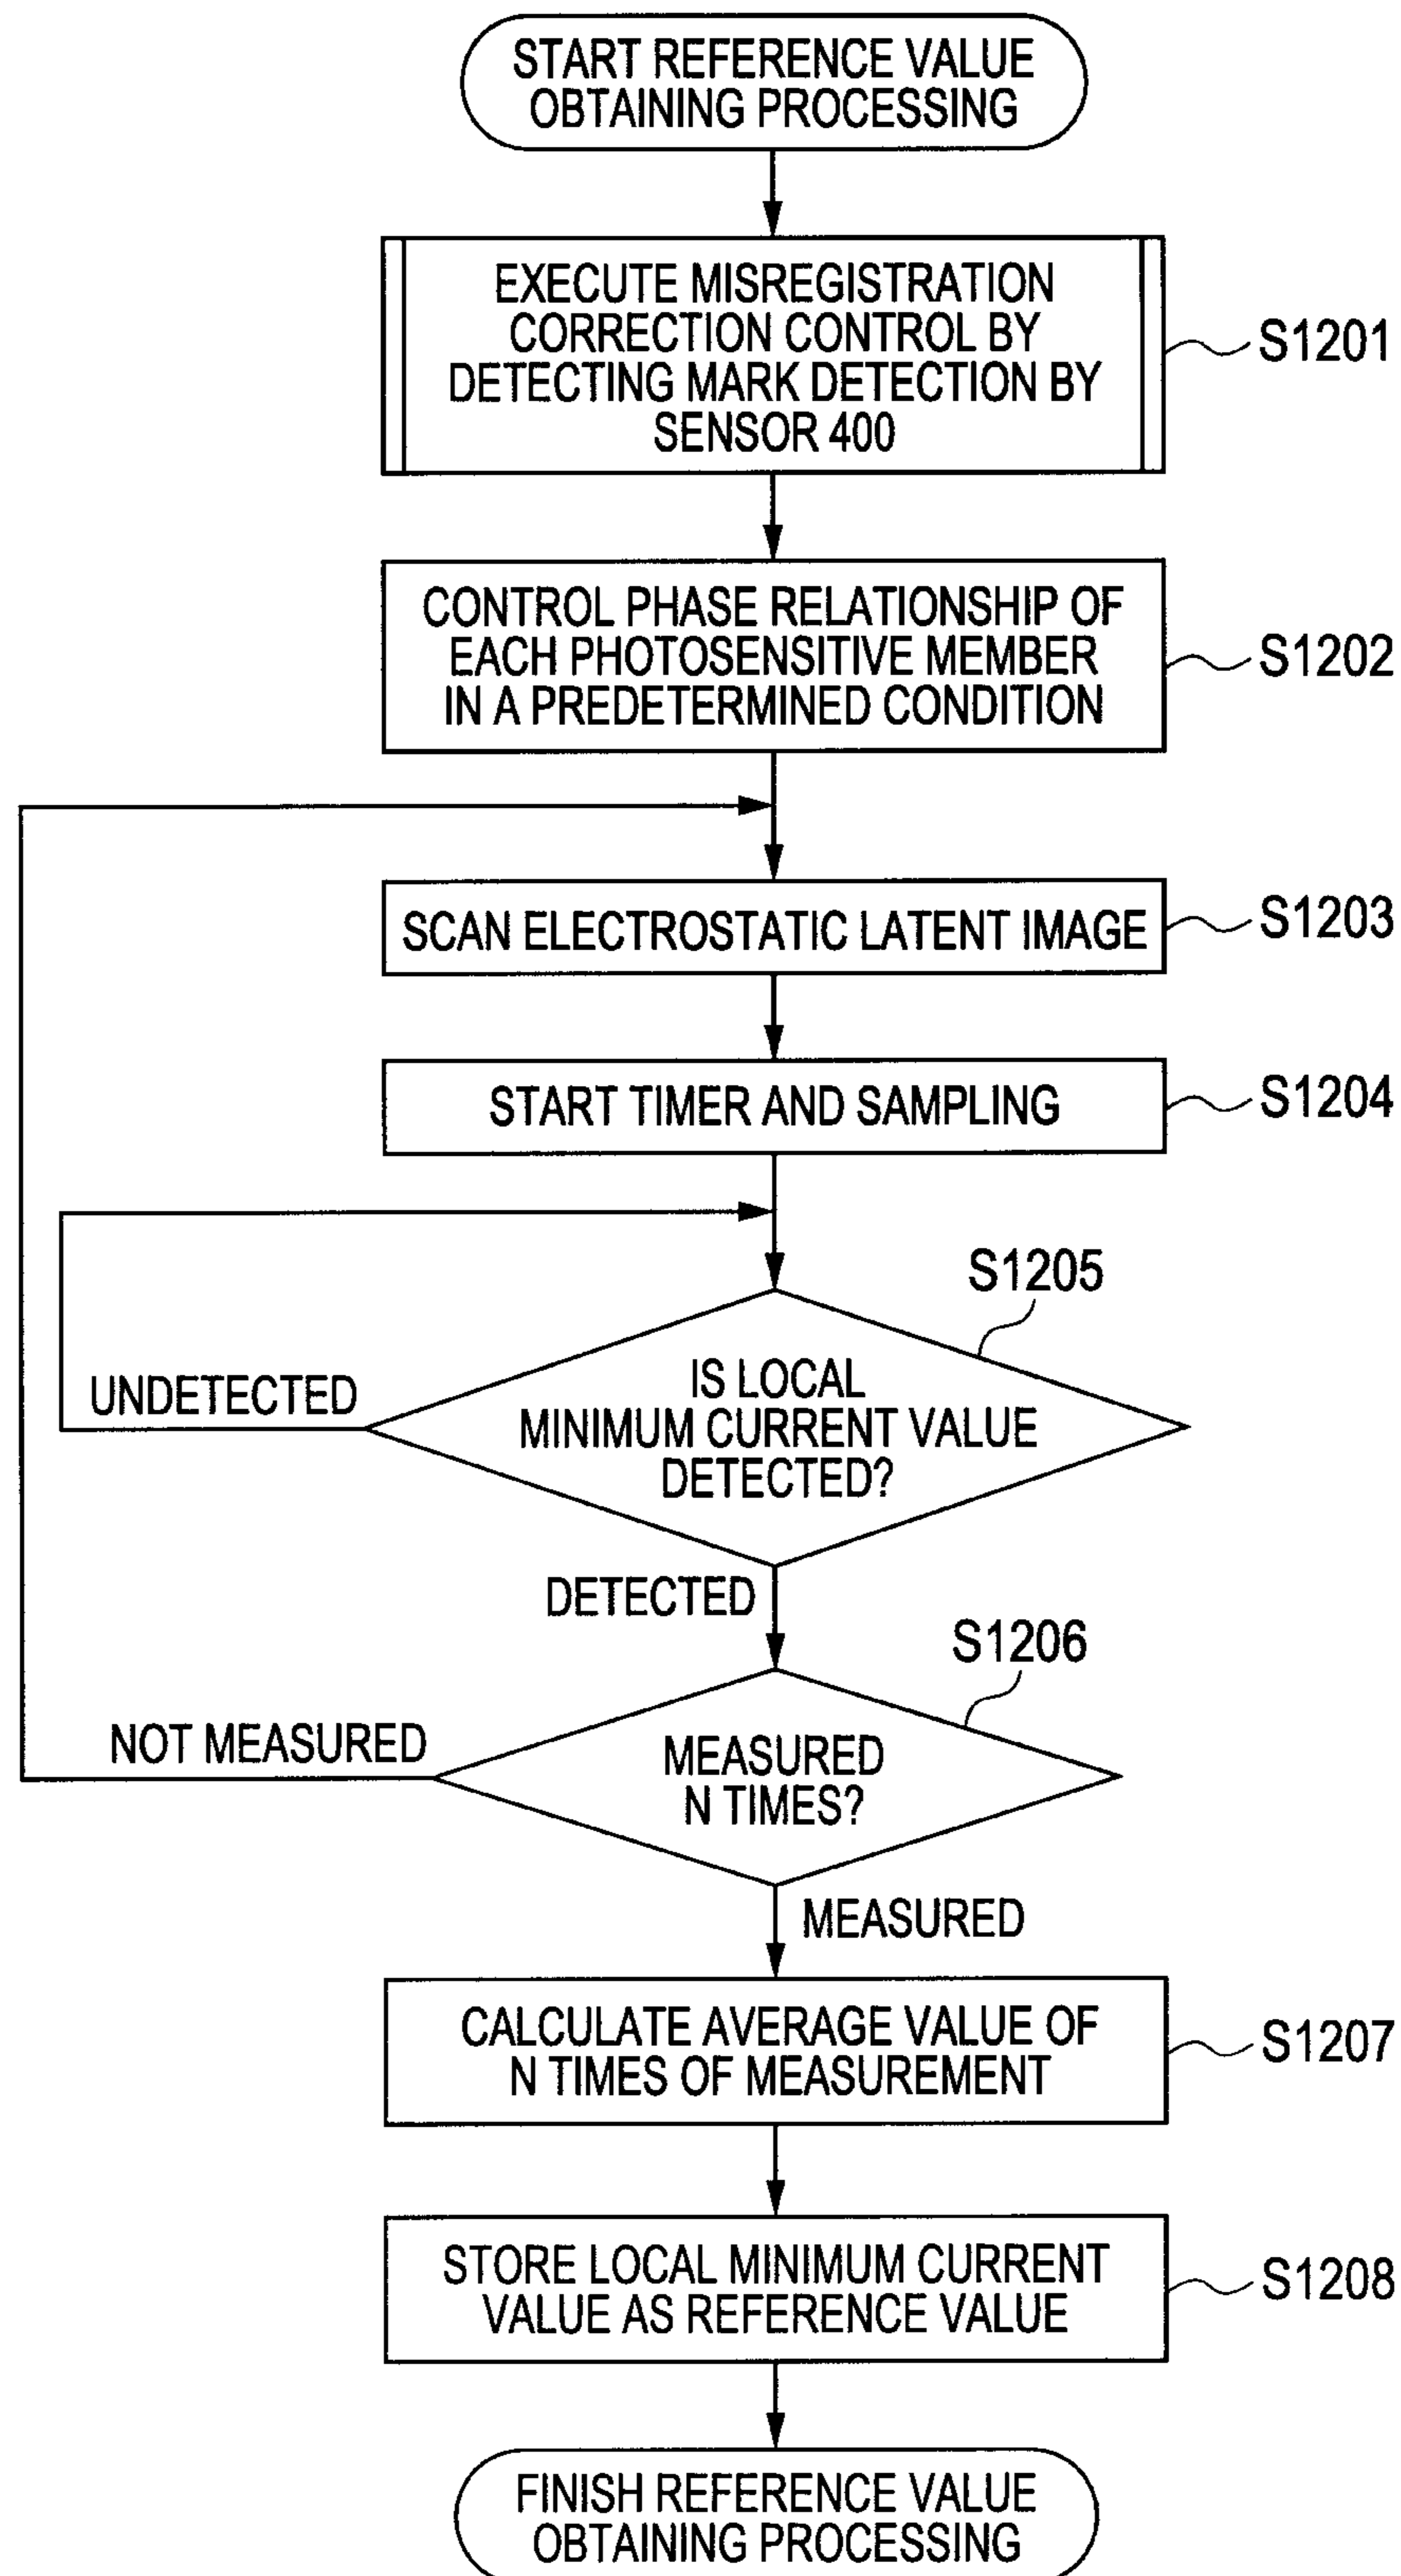 START REFERENCE VALUE
OBTAINING PROCESSING
EXECUTE MISREGISTRATION
CORRECTION CONTROL BY
DETECTING MARK DETECTION BY
SENSOR 400
S1201
CONTROL PHASE RELATIONSHIP OF
EACH PHOTOSENSITIVE MEMBER
IN A PREDETERMINED CONDITION
S1202
SCAN ELECTROSTATIC LATENT IMAGE
S1203
START TIMER AND SAMPLING
S1204
S1205
IS LOCAL
MINIMUM CURRENT VALUE
DETECTED?
UNDETECTED
DETECTED
S1206
MEASURED
N TIMES?
NOT MEASURED
MEASURED
CALCULATE AVERAGE VALUE OF
N TIMES OF MEASUREMENT
S1207
STORE LOCAL MINIMUM CURRENT
VALUE AS REFERENCE VALUE
S1208
FINISH REFERENCE VALUE
OBTAINING PROCESSING